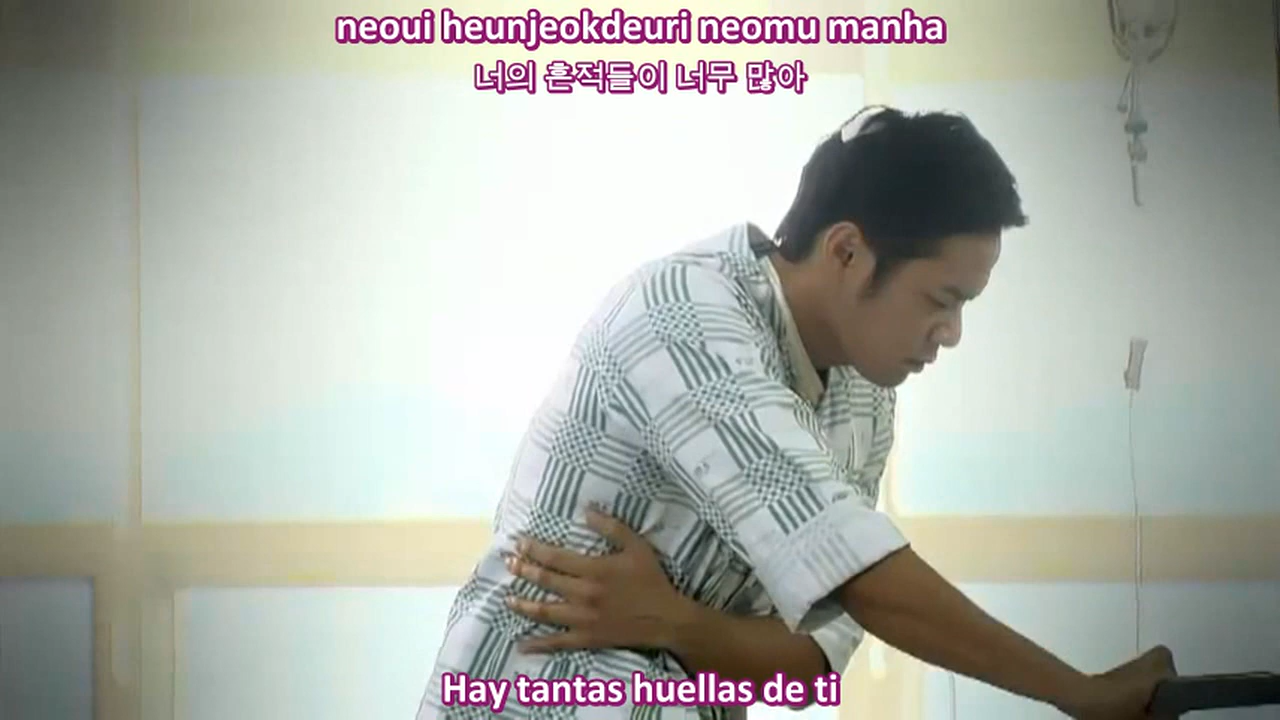 neoui heunjeokdeuri neomu manha
너의 흔적들이 너무 많아
Hay tantas huellas de ti